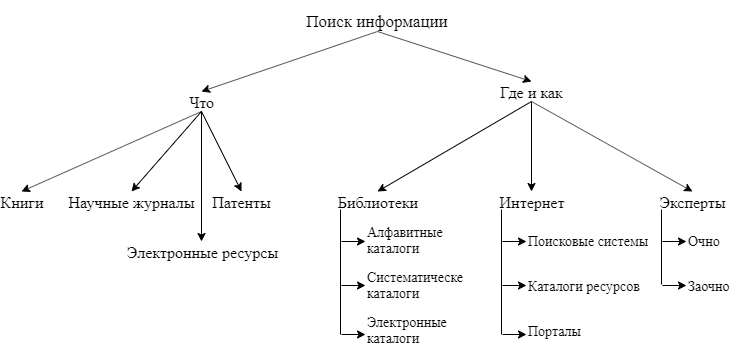 Поиск информации
Что
Где и как
Книги
Научные журналы
Патенты
Электронные ресурсы
Библиотеки
Интернет
Эксперты
Алфавитные
каталоги
Систематическе
каталоги
Электронные
каталоги
Поисковые системы
Каталоги ресурсов
Порталы
Очно
Заочно